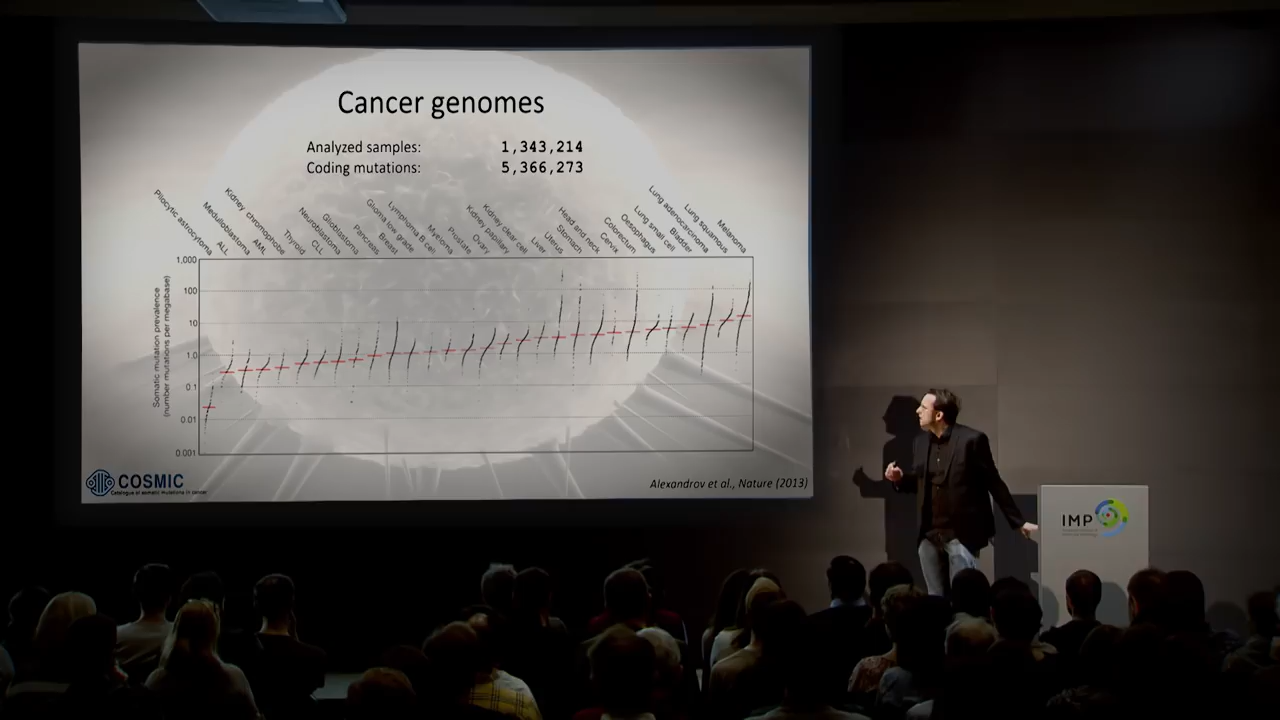 Cancer genomes
Analyzed samples: 1,343,214
Coding mutations: 5,366,273
Pilocytic astrocytoma
ALL
Medulloblastoma
Kidney chromophobe
AML
Thyroid
CLL
Neuroblastoma
Glioblastoma
Pancreas
Breast
Glioma low grade
Lymphoma B cell
Myeloma
Prostate
Ovary
Kidney papillary
Kidney clear cell
Liver
Uterus
Stomach
Head and neck
Cervix
Colorectum
Oesophagus
Lung small cell
Bladder
Lung adenocarcinoma
Lung squamous
Melanoma
Somatic mutation prevalence
(number mutations per megabase)
1,000
100
10
1.0
0.1
0.01
0.001
COSMIC
Catalogue of somatic mutations in cancer
Alexandrov et al., Nature (2013)
IMP